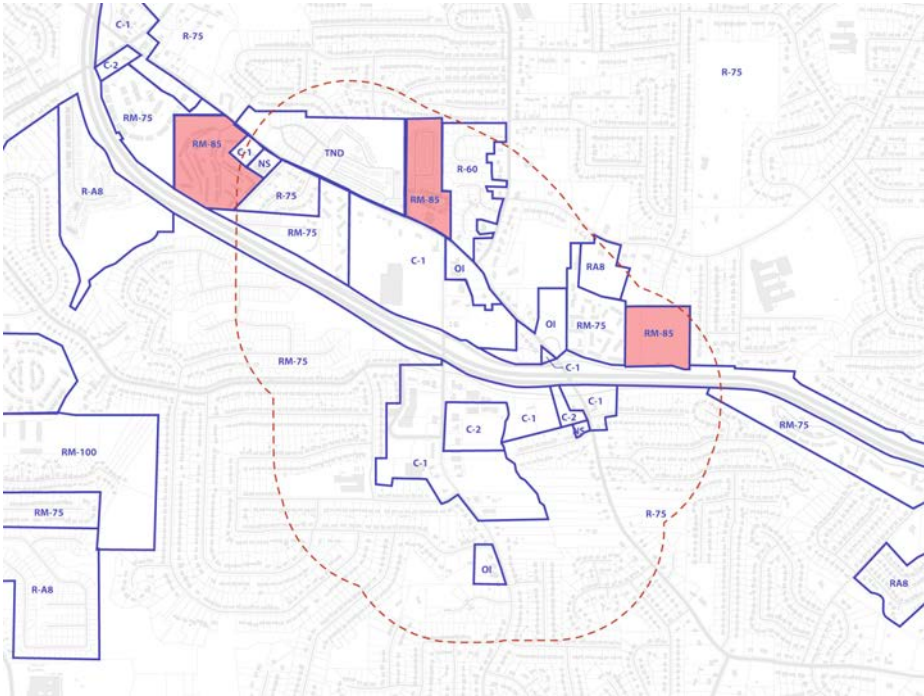 C-1
R-75
C-2
R-75
RM-75
RM-85
C-1
NS
TND
R-60
R-A8
R-75
RM-85
RM-75
C-1
OI
RA8
OI
RM-75
RM-85
RM-75
C-1
C-1
C-2
C-1
C-2
NS
RM-75
RM-100
C-1
RM-75
R-75
OI
R-A8
RA8